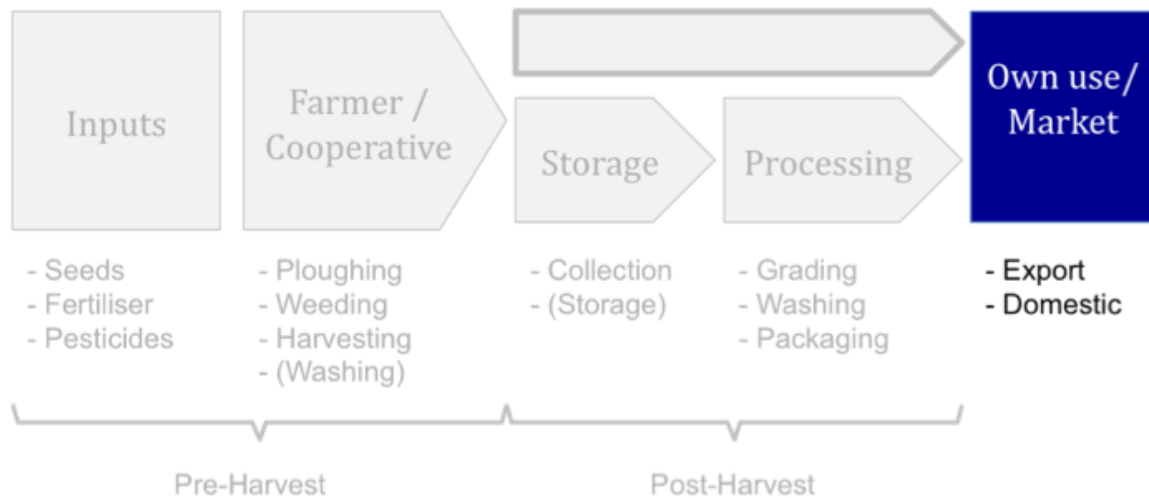 Inputs
Farmer /
Cooperative
Storage
Processing
Own use/
Market
- Seeds
- Fertiliser
- Pesticides
- Ploughing
- Weeding
- Harvesting
- (Washing)
- Collection
- (Storage)
- Grading
- Washing
- Packaging
- Export
- Domestic
Pre-Harvest
Post-Harvest